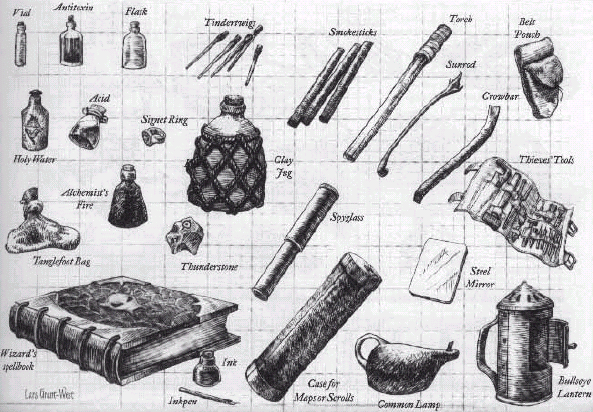 Vial
Antitoxin
Flask
Tindertwigs
Smokesticks
Torch
Belt
Pouch
Sunrod
Crowbar
Acid
Signet Ring
Holy Water
Clay
Jug
Thieves' Tools
Alchemist's
Fire
Spyglass
Tanglefoot Bag
Thunderstone
Steel
Mirror
Wizard's
spellbook
Ink
Inkpen
Case for
Maps or Scrolls
Common Lamp
Bullseye
Lantern
Lars Grant-West